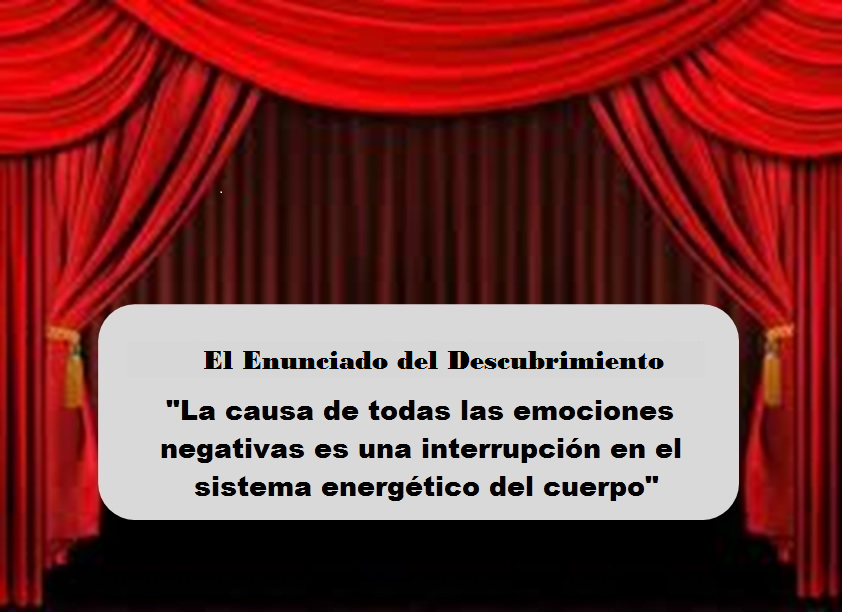 El Enunciado del Descubrimiento
"La causa de todas las emociones
negativas es una interrupción en el
sistema energético del cuerpo"